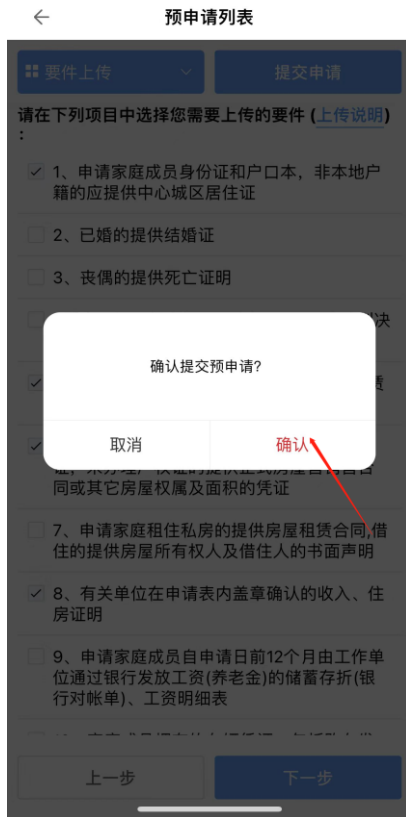 预申请列表
要件上传
提交申请
请在下列项目中选择您需要上传的要件 (上传说明)
:
1、申请家庭成员身份证和户口本，非本地户
籍的应提供中心城区居住证
2、已婚的提供结婚证
3、丧偶的提供死亡证明
决
确认提交预申请?
赁
取消
确认
同或其它房屋权属及面积的凭证
7、申请家庭租住私房的提供房屋租赁合同,借
住的提供房屋所有权人及借住人的书面声明
8、有关单位在申请表内盖章确认的收入、住
房证明
9、申请家庭成员自申请日前12个月由工作单
位通过银行发放工资(养老金)的储蓄存折(银
行对帐单)、工资明细表
上一步
下一步